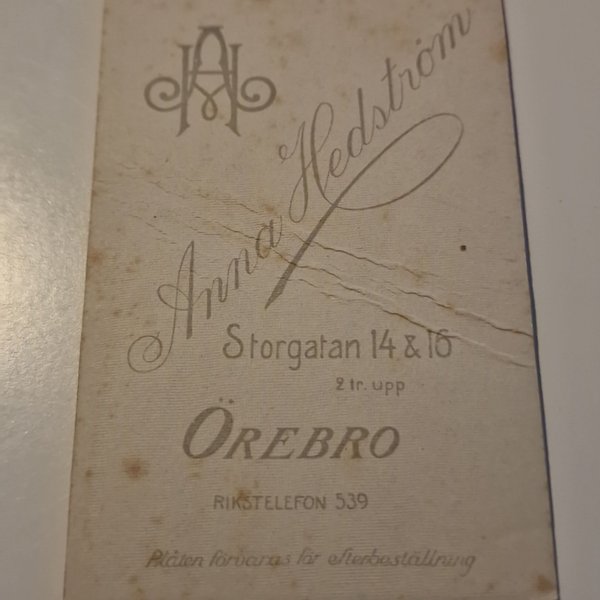 AH
Anna Hedström
Storgatan 14 & 16
2 tr. upp
ÖREBRO
RIKSTELEFON 539
Plåten förvaras för efterbeställning